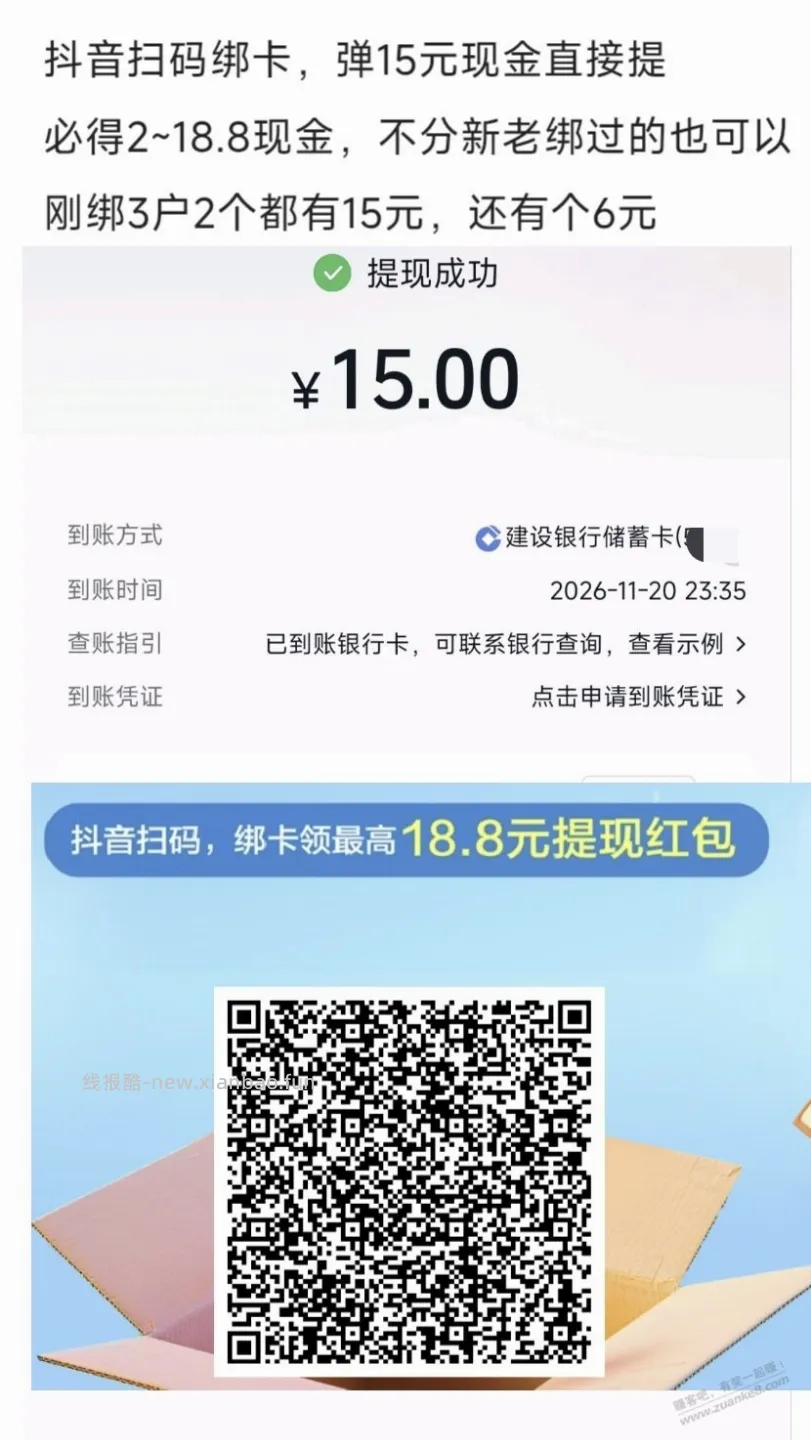 抖音扫码绑卡，弹15元现金直接提
必得2~18.8现金，不分新老绑过的也可以
刚绑3户2个都有15元，还有个6元
提现成功
¥15.00
到账方式 建设银行储蓄卡(
到账时间 2026-11-20 23:35
查账指引 已到账银行卡，可联系银行查询，查看示例 >
到账凭证 点击申请到账凭证 >
抖音扫码，绑卡领最高18.8元提现红包
线报酷-new.xianbao.fun
赚客吧，有奖一起赚！
www.zuanke8.com